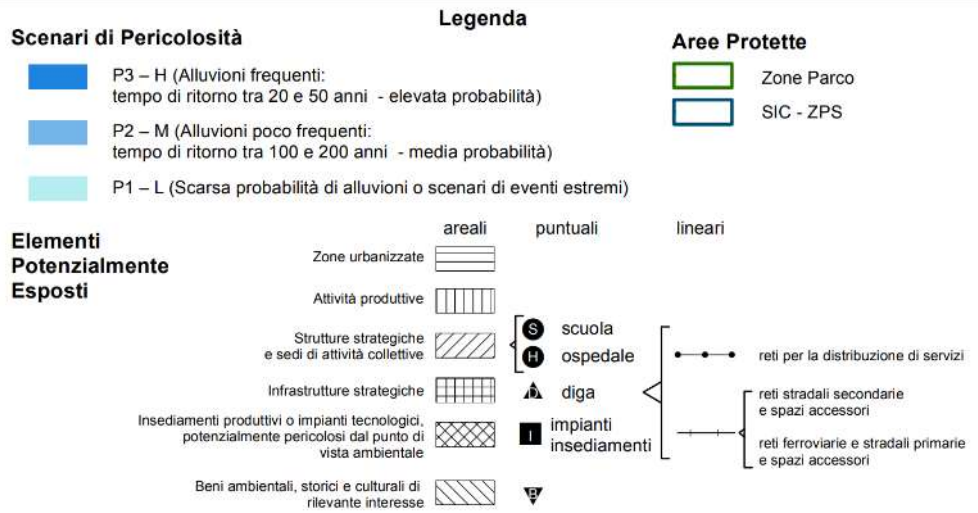 Legenda
Scenari di Pericolosità
P3 – H (Alluvioni frequenti:
tempo di ritorno tra 20 e 50 anni - elevata probabilità)
P2 – M (Alluvioni poco frequenti:
tempo di ritorno tra 100 e 200 anni - media probabilità)
P1 – L (Scarsa probabilità di alluvioni o scenari di eventi estremi)
Aree Protette
Zone Parco
SIC - ZPS
Elementi
Potenzialmente
Esposti
areali
puntuali
lineari
Zone urbanizzate
Attività produttive
Strutture strategiche
e sedi di attività collettive
S scuola
H ospedale
Infrastrutture strategiche
D diga
Insediamenti produttivi o impianti tecnologici,
potenzialmente pericolosi dal punto di
vista ambientale
I impianti
insediamenti
Beni ambientali, storici e culturali di
rilevante interesse
B
reti per la distribuzione di servizi
reti stradali secondarie
e spazi accessori
reti ferroviarie e stradali primarie
e spazi accessori